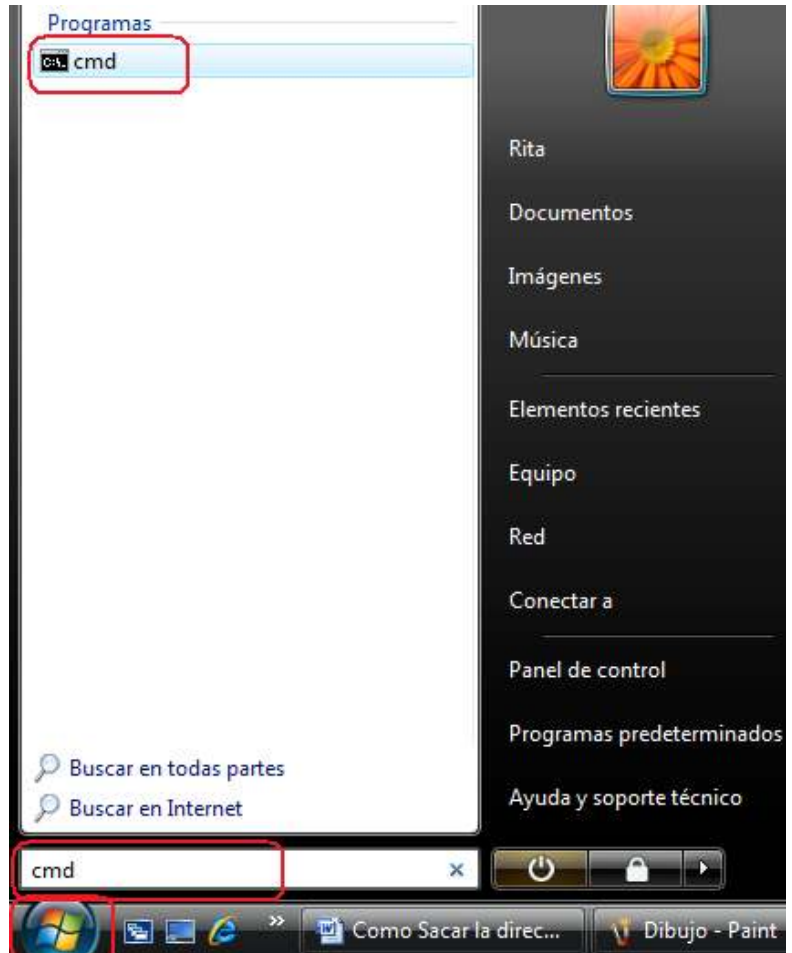 Programas
cmd
Rita
Documentos
Imágenes
Música
Elementos recientes
Equipo
Red
Conectar a
Panel de control
Programas predeterminados
Ayuda y soporte técnico
Buscar en todas partes
Buscar en Internet
cmd
Como Sacar la direc...
Dibujo - Paint